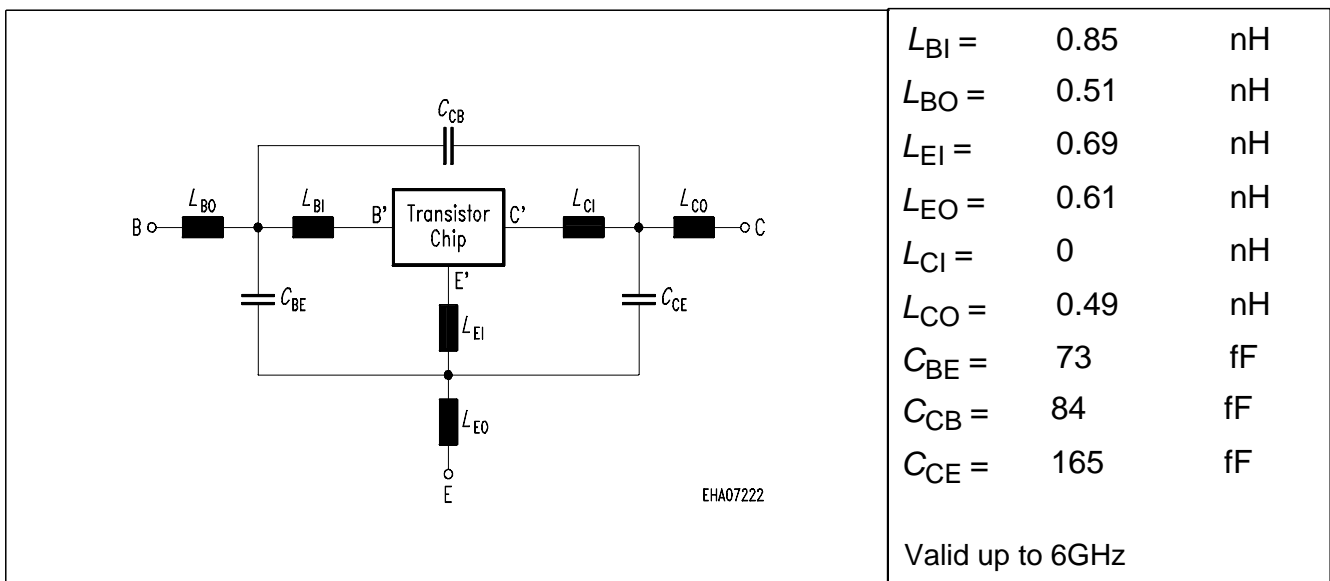 C_CB
L_BO
L_BI
L_CI
L_CO
B
B'
Transistor
Chip
C'
C
E'
C_BE
C_CE
L_EI
L_EO
E
EHA07222
L_BI = 0.85 nH
L_BO = 0.51 nH
L_EI = 0.69 nH
L_EO = 0.61 nH
L_CI = 0 nH
L_CO = 0.49 nH
C_BE = 73 fF
C_CB = 84 fF
C_CE = 165 fF
Valid up to 6GHz